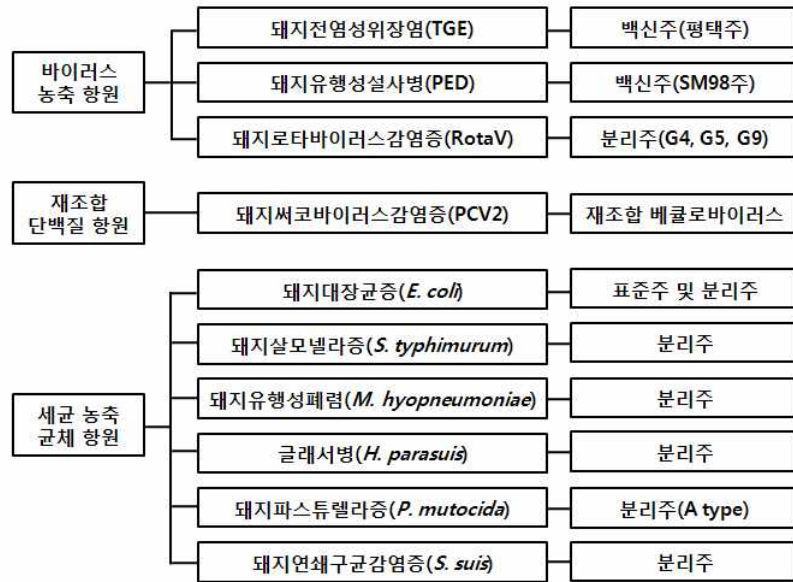 돼지전염성위장염(TGE)
백신주(평택주)
바이러스
농축 항원
돼지유행성설사병(PED)
백신주(SM98주)
돼지로타바이러스감염증(RotaV)
분리주(G4, G5, G9)
재조합
단백질 항원
돼지써코바이러스감염증(PCV2)
재조합 베큘로바이러스
돼지대장균증(E. coli)
표준주 및 분리주
돼지살모넬라증(S. typhimurum)
분리주
세균 농축
균체 항원
돼지유행성폐렴(M. hyopneumoniae)
분리주
글래서병(H. parasuis)
분리주
돼지파스튜렐라증(P. mutocida)
분리주(A type)
돼지연쇄구균감염증(S. suis)
분리주